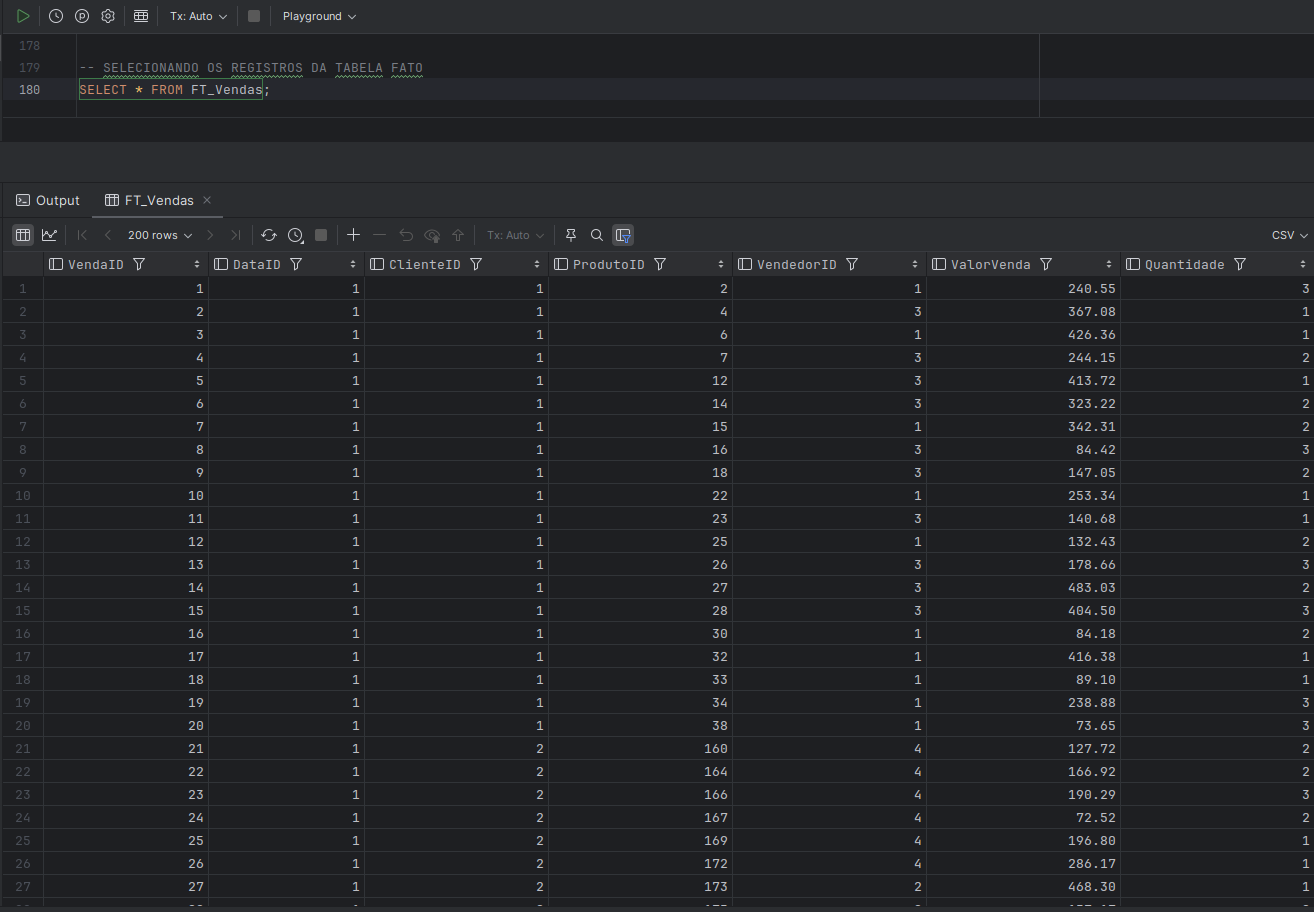 Tx: Auto Playground
178
179 -- SELECIONANDO OS REGISTROS DA TABELA FATO
180 SELECT * FROM FT_Vendas;
Output FT_Vendas
200 rows Tx: Auto CSV
VendaID DataID ClienteID ProdutoID VendedorID ValorVenda Quantidade
1 1 1 1 2 1 240.55 3
2 2 1 1 4 3 367.08 1
3 3 1 1 6 1 426.36 1
4 4 1 1 7 3 244.15 2
5 5 1 1 12 3 413.72 1
6 6 1 1 14 3 323.22 2
7 7 1 1 15 1 342.31 2
8 8 1 1 16 3 84.42 3
9 9 1 1 18 3 147.05 2
10 10 1 1 22 1 253.34 1
11 11 1 1 23 3 140.68 1
12 12 1 1 25 1 132.43 2
13 13 1 1 26 3 178.66 3
14 14 1 1 27 3 483.03 2
15 15 1 1 28 3 404.50 3
16 16 1 1 30 1 84.18 2
17 17 1 1 32 1 416.38 1
18 18 1 1 33 1 89.10 1
19 19 1 1 34 1 238.88 3
20 20 1 1 38 1 73.65 3
21 21 1 2 160 4 127.72 2
22 22 1 2 164 4 166.92 2
23 23 1 2 166 4 190.29 3
24 24 1 2 167 4 72.52 2
25 25 1 2 169 4 196.80 1
26 26 1 2 172 4 286.17 1
27 27 1 2 173 2 468.30 1